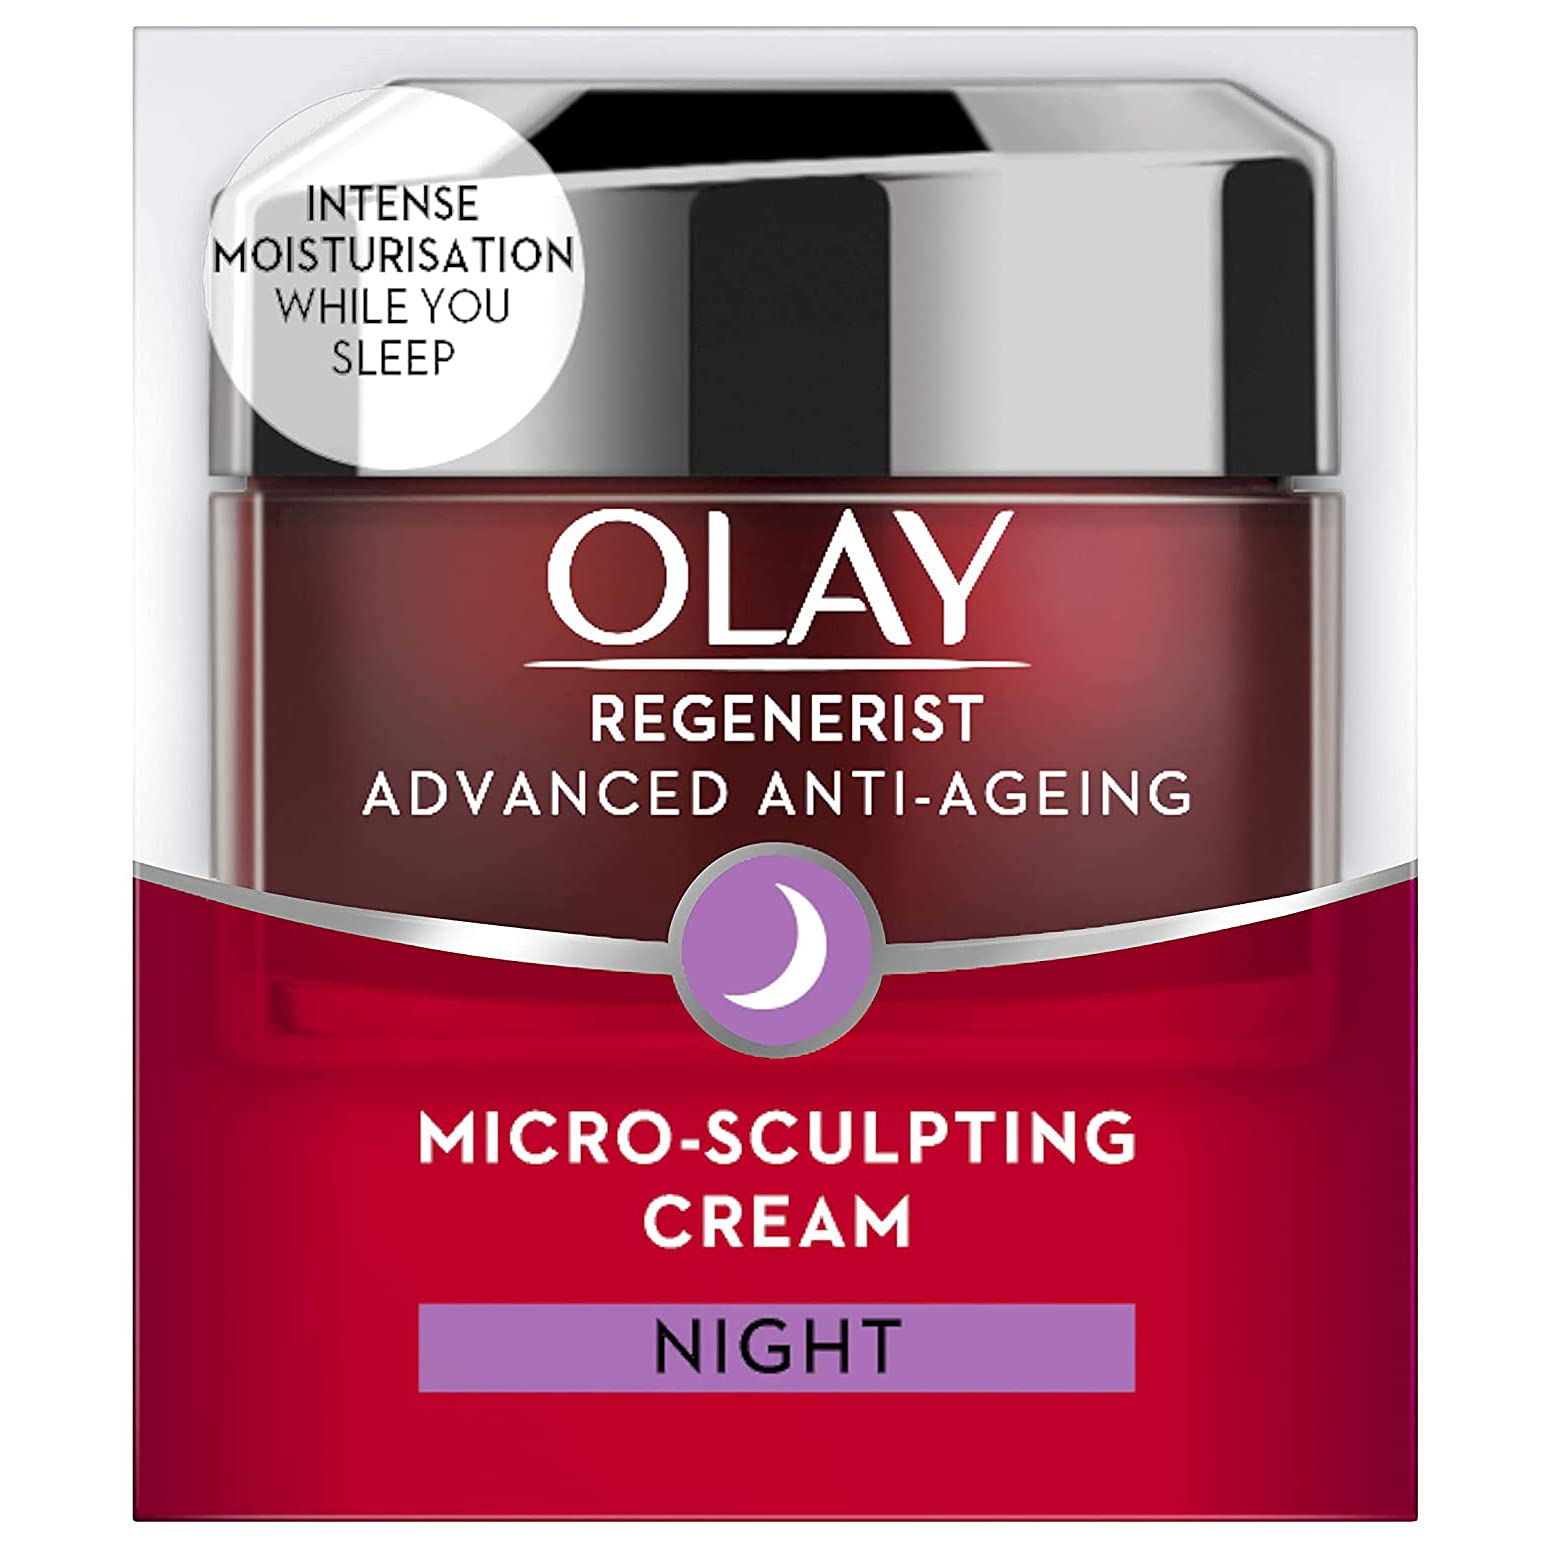 INTENSE
MOISTURISATION
WHILE YOU
SLEEP
OLAY
REGENERIST
ADVANCED ANTI-AGEING
MICRO-SCULPTING
CREAM
NIGHT